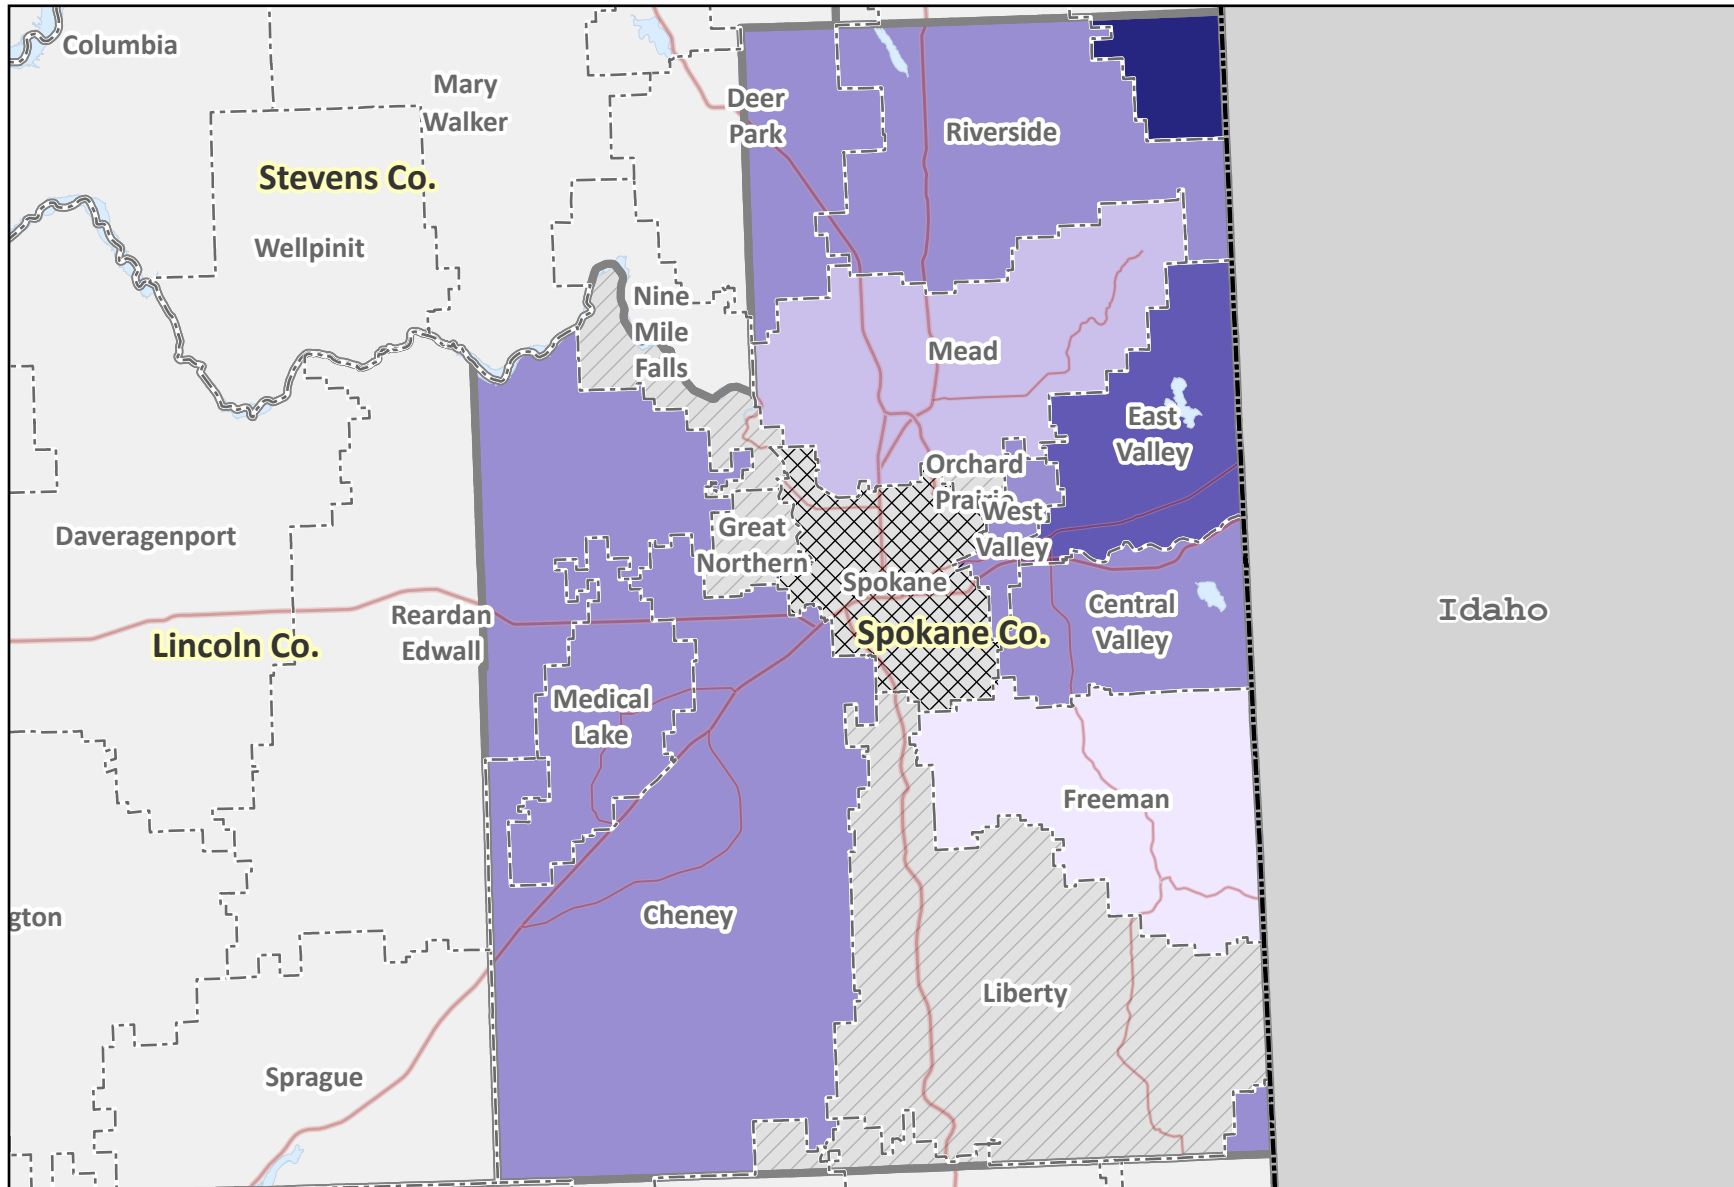 Columbia
Mary
Walker
Deer
Park
Riverside
Stevens Co.
Wellpinit
Nine
Mile
Falls
Mead
East
Valley
Orchard
Prairie
West
Valley
Great
Northern
Daveragenport
Spokane
Reardan
Edwall
Central
Valley
Idaho
Lincoln Co.
Spokane Co.
Medical
Lake
Freeman
Cheney
gton
Liberty
Sprague